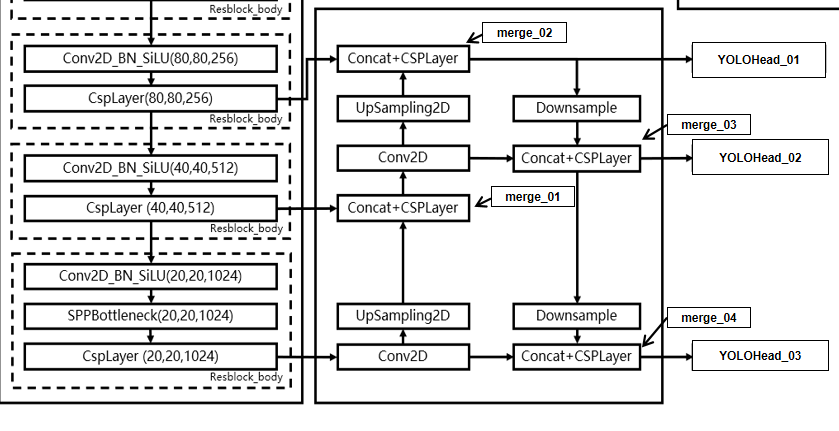 Resblock_body
Conv2D_BN_SiLU(80,80,256)
CspLayer(80,80,256)
Resblock_body
Conv2D_BN_SiLU(40,40,512)
CspLayer (40,40,512)
Resblock_body
Conv2D_BN_SiLU(20,20,1024)
SPPBottleneck(20,20,1024)
CspLayer (20,20,1024)
Resblock_body
merge_02
Concat+CSPLayer
UpSampling2D
Conv2D
Concat+CSPLayer
merge_01
UpSampling2D
Conv2D
Downsample
merge_03
Concat+CSPLayer
Downsample
merge_04
Concat+CSPLayer
YOLOHead_01
YOLOHead_02
YOLOHead_03